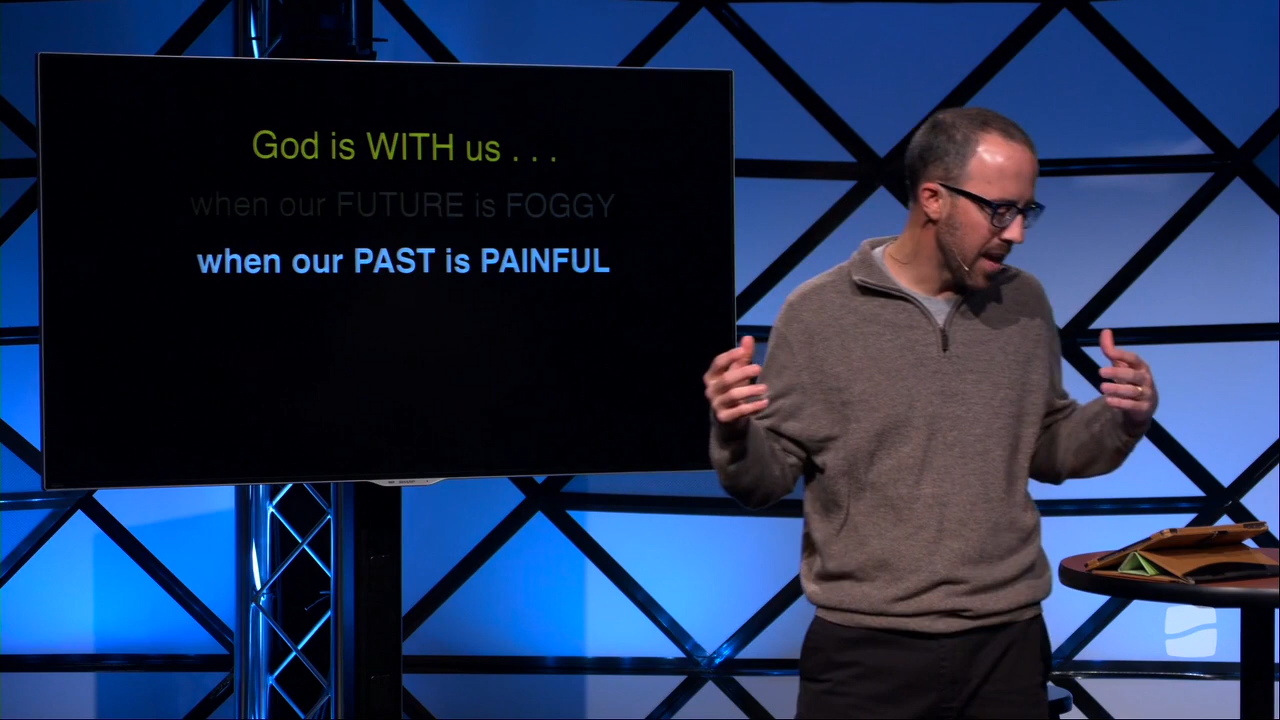 God is WITH us . . .
when our FUTURE is FOGGY
when our PAST is PAINFUL